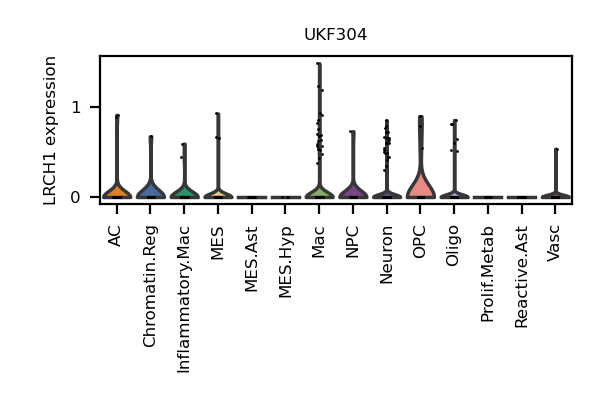 UKF304
LRCH1 expression
1
0
AC
Chromatin.Reg
Inflammatory.Mac
MES
MES.Ast
MES.Hyp
Mac
NPC
Neuron
OPC
Oligo
Prolif.Metab
Reactive.Ast
Vasc